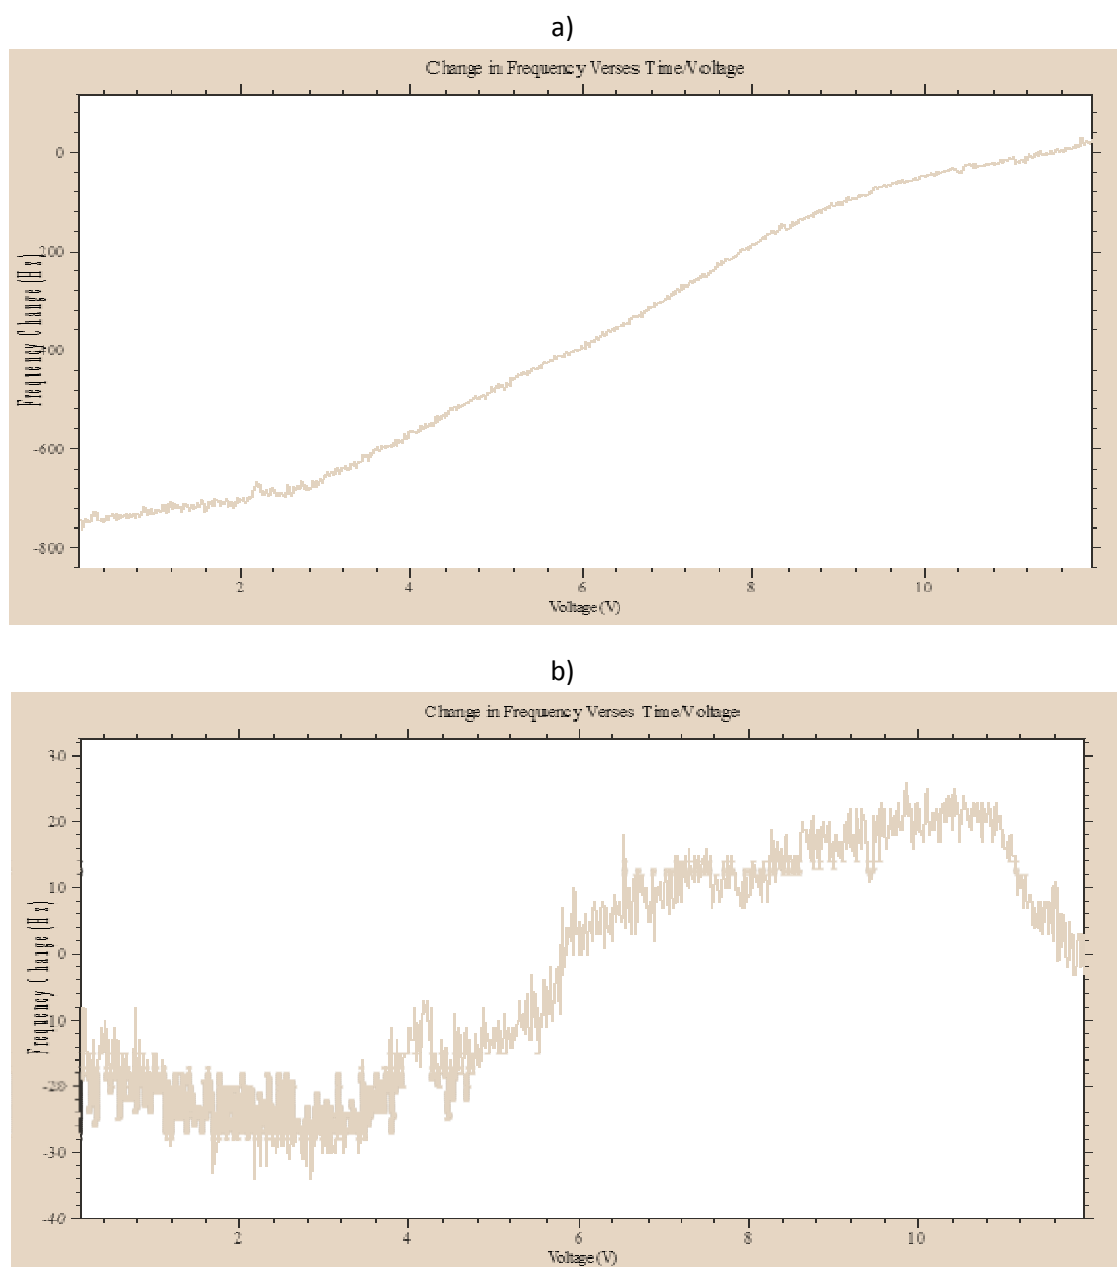 a)
Change in Frequency Verses Time/Voltage
0
-200
-400
-600
-800
Frequency Change (Hz)
2
4
6
8
10
Voltage (V)
b)
Change in Frequency Verses Time/Voltage
30
20
10
0
-10
-20
-30
-40
Frequency Change (Hz)
2
4
6
8
10
Voltage (V)